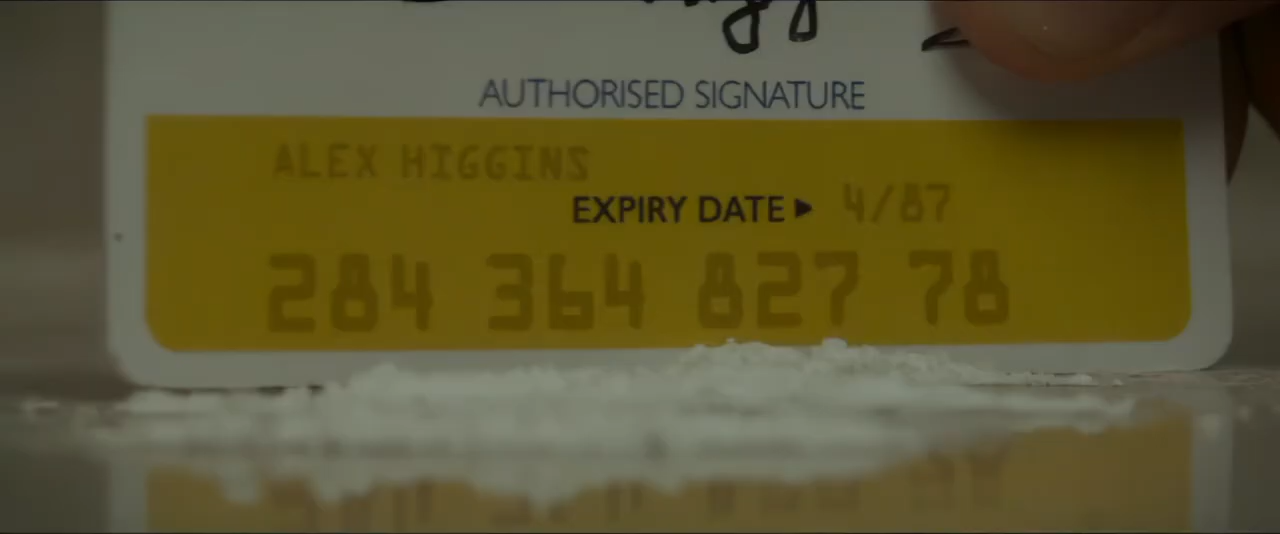 AUTHORISED SIGNATURE
ALEX HIGGINS
EXPIRY DATE ▶ 4/87
284 364 827 78